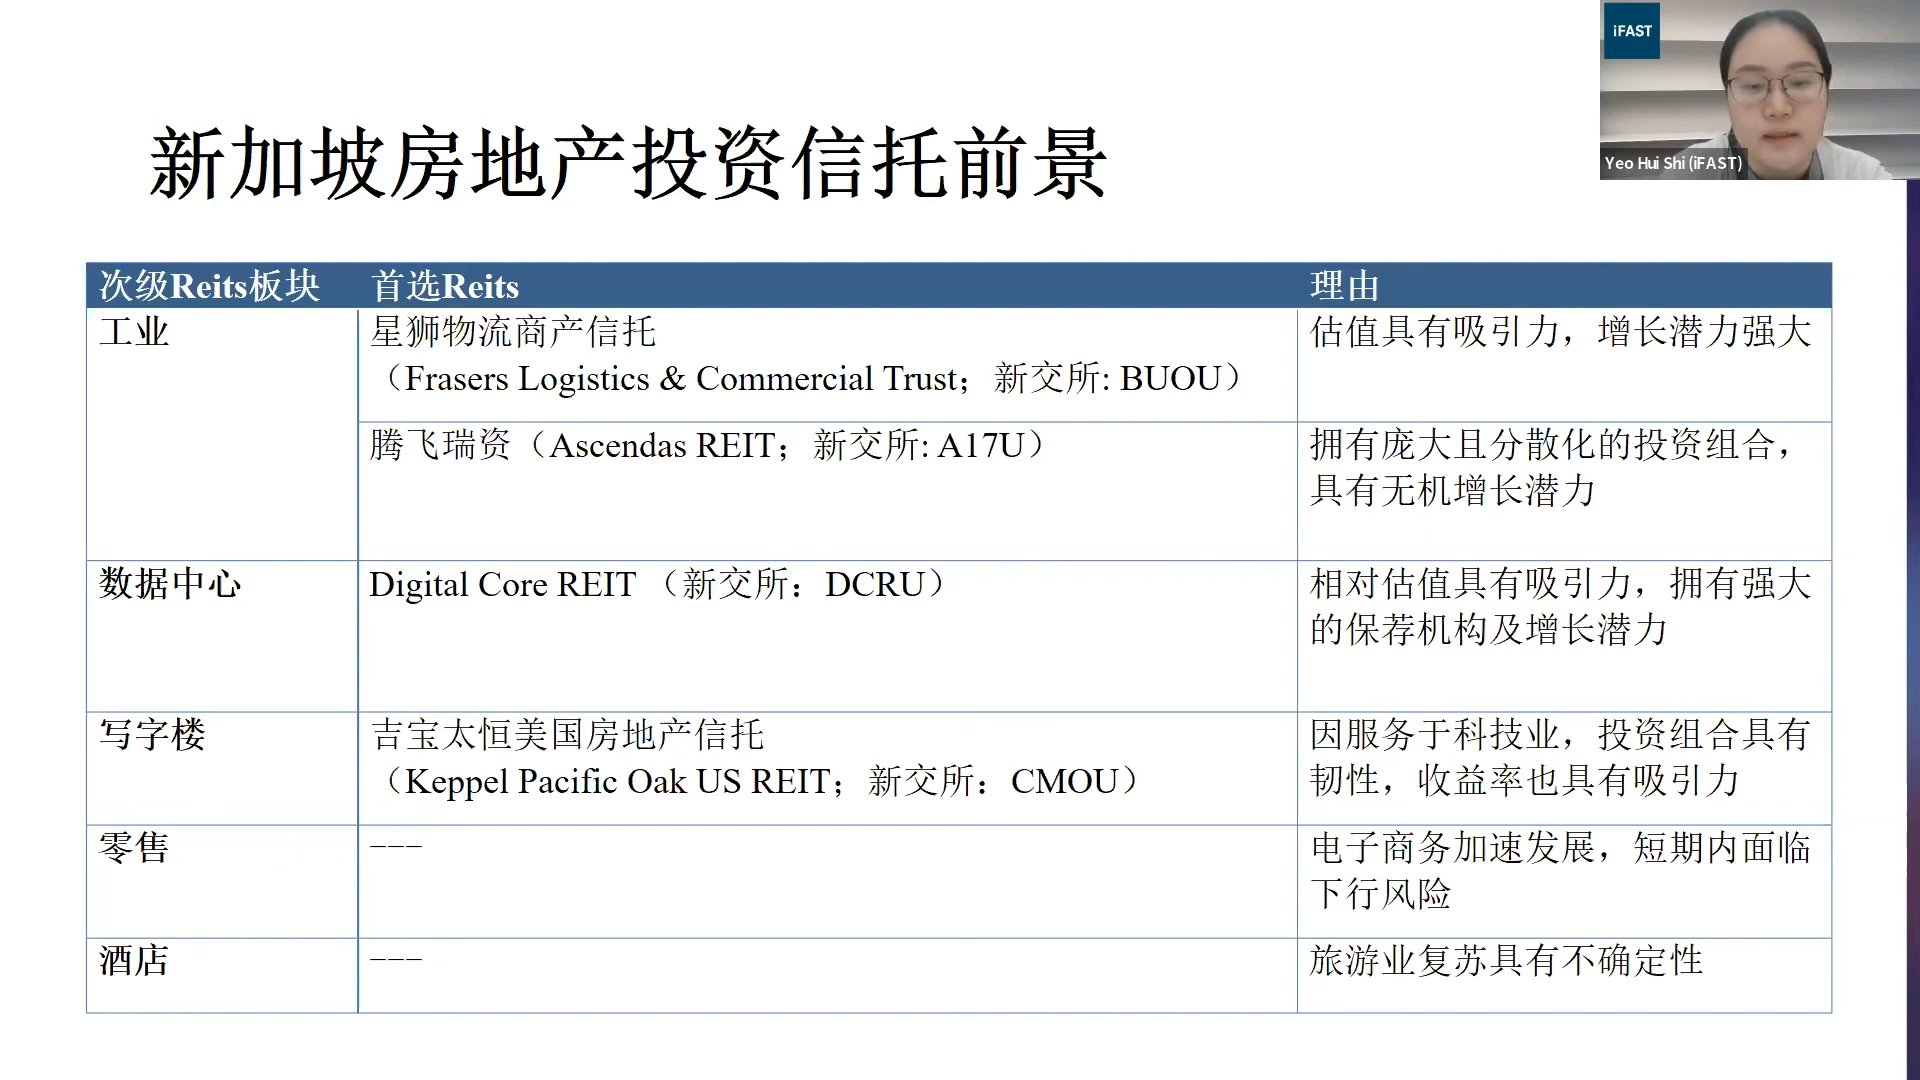 iFAST
Yeo Hui Shi (iFAST)
新加坡房地产投资信托前景
次级Reits板块 首选Reits 理由
工业 星狮物流商产信托 估值具有吸引力，增长潜力强大
（Frasers Logistics & Commercial Trust；新交所: BUOU）
腾飞瑞资（Ascendas REIT；新交所: A17U） 拥有庞大且分散化的投资组合，
具有无机增长潜力
数据中心 Digital Core REIT （新交所：DCRU） 相对估值具有吸引力，拥有强大
的保荐机构及增长潜力
写字楼 吉宝太恒美国房地产信托 因服务于科技业，投资组合具有
（Keppel Pacific Oak US REIT；新交所：CMOU） 韧性，收益率也具有吸引力
零售 −−− 电子商务加速发展，短期内面临
下行风险
酒店 −−− 旅游业复苏具有不确定性